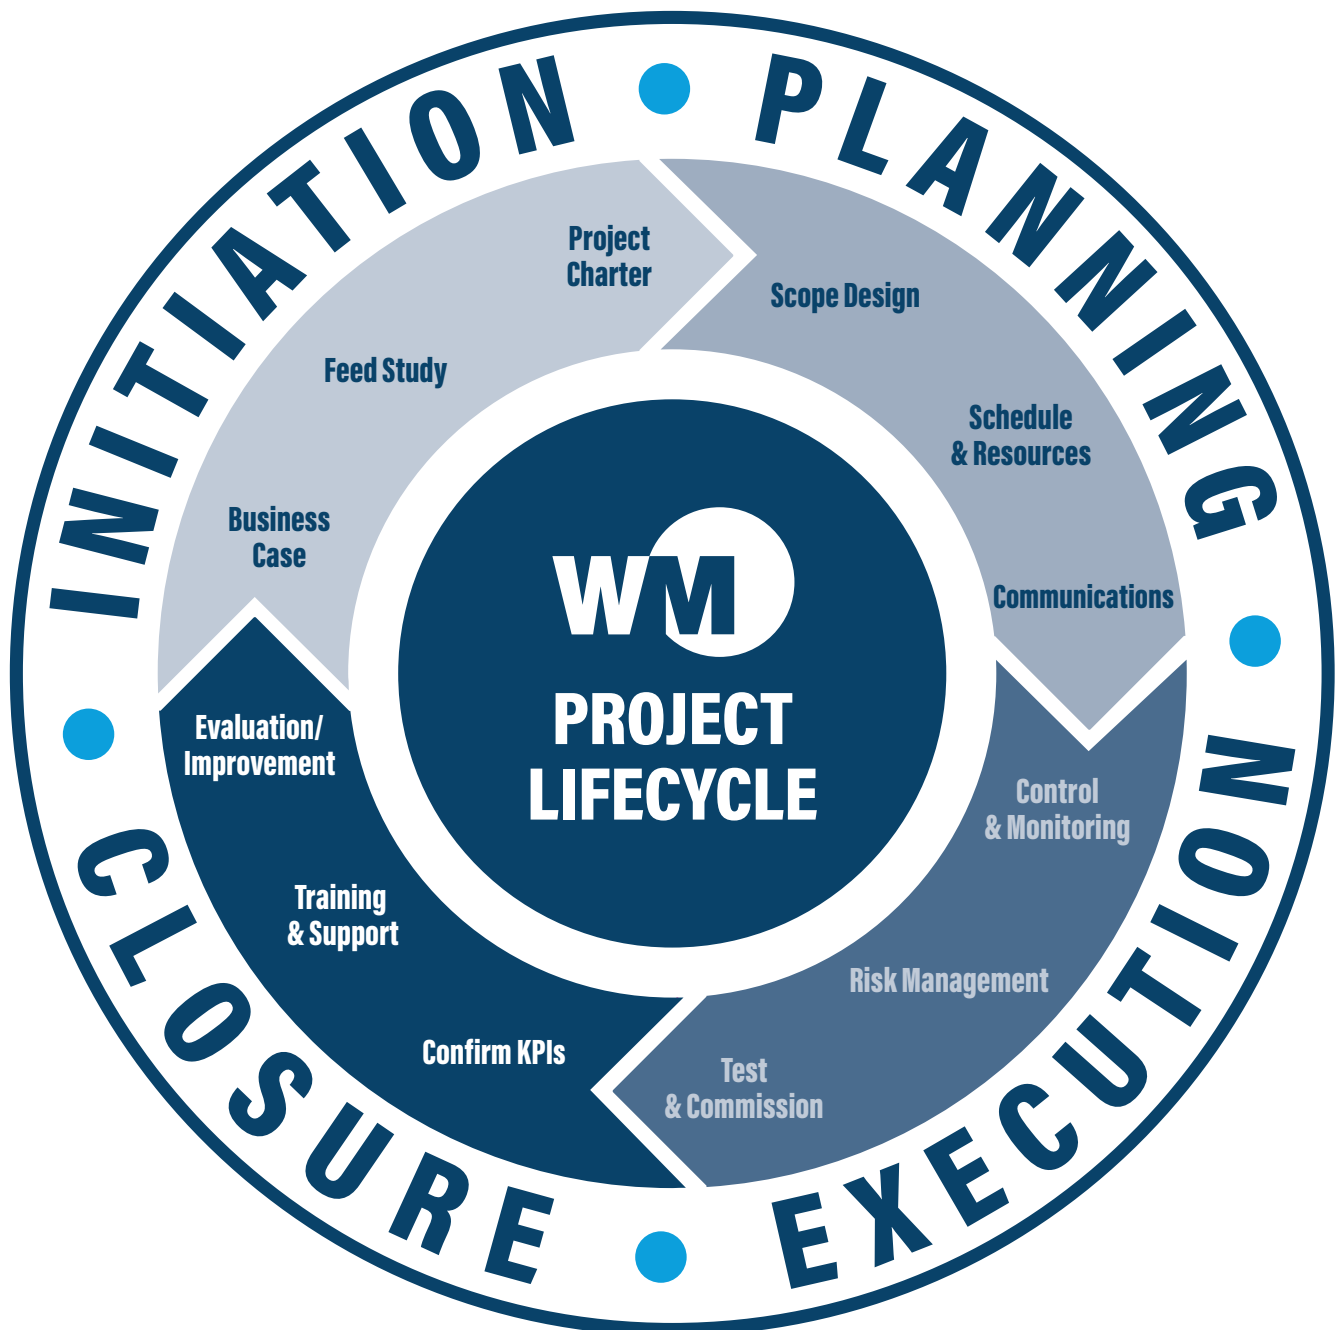 INITIATION
PLANNING
EXECUTION
CLOSURE
Project
Charter
Feed Study
Business
Case
Scope Design
Schedule
& Resources
Communications
Control
& Monitoring
Risk Management
Test
& Commission
Confirm KPIs
Training
& Support
Evaluation/
Improvement
WM
PROJECT
LIFECYCLE